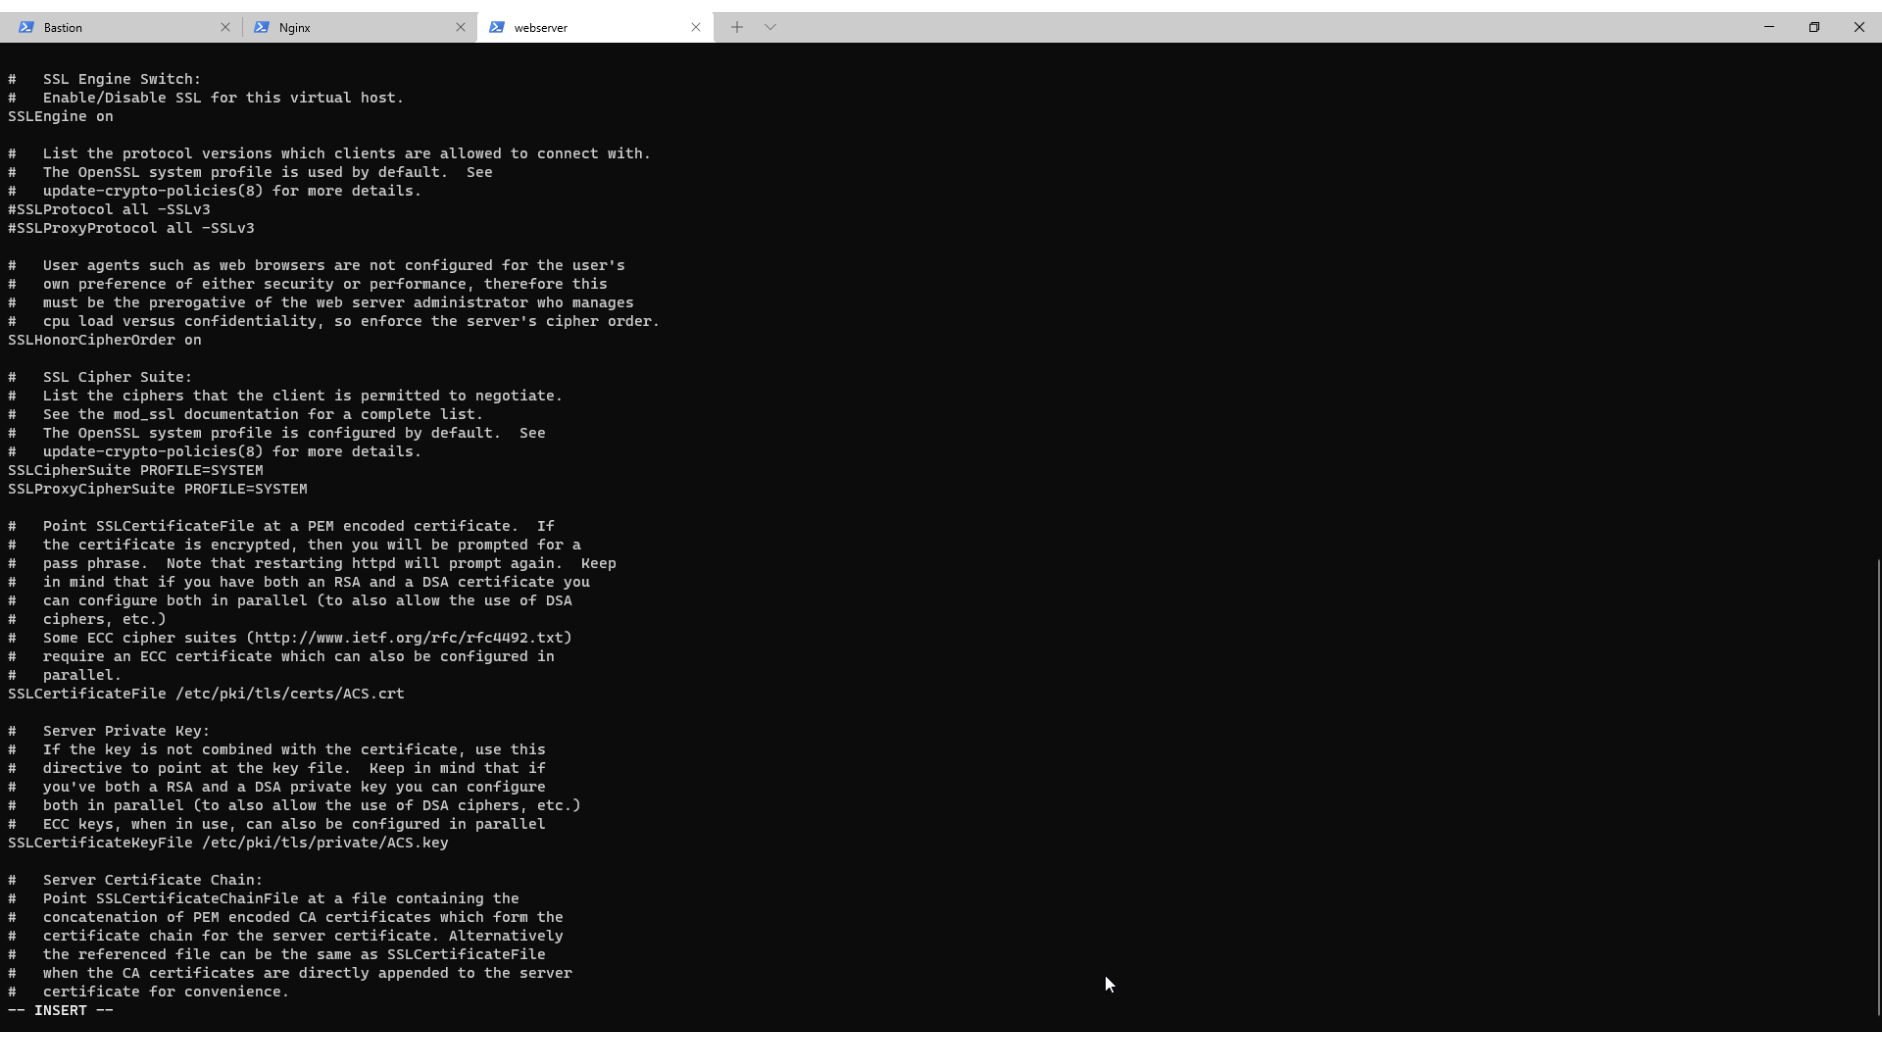 Bastion
Nginx
webserver
#   SSL Engine Switch:
#   Enable/Disable SSL for this virtual host.
SSLEngine on
#   List the protocol versions which clients are allowed to connect with.
#   The OpenSSL system profile is used by default.  See
#   update-crypto-policies(8) for more details.
#SSLProtocol all -SSLv3
#SSLProxyProtocol all -SSLv3
#   User agents such as web browsers are not configured for the user's
#   own preference of either security or performance, therefore this
#   must be the prerogative of the web server administrator who manages
#   cpu load versus confidentiality, so enforce the server's cipher order.
SSLHonorCipherOrder on
#   SSL Cipher Suite:
#   List the ciphers that the client is permitted to negotiate.
#   See the mod_ssl documentation for a complete list.
#   The OpenSSL system profile is configured by default.  See
#   update-crypto-policies(8) for more details.
SSLCipherSuite PROFILE=SYSTEM
SSLProxyCipherSuite PROFILE=SYSTEM
#   Point SSLCertificateFile at a PEM encoded certificate.  If
#   the certificate is encrypted, then you will be prompted for a
#   pass phrase.  Note that restarting httpd will prompt again.  Keep
#   in mind that if you have both an RSA and a DSA certificate you
#   can configure both in parallel (to also allow the use of DSA
#   ciphers, etc.)
#   Some ECC cipher suites (http://www.ietf.org/rfc/rfc4492.txt)
#   require an ECC certificate which can also be configured in
#   parallel.
SSLCertificateFile /etc/pki/tls/certs/ACS.crt
#   Server Private Key:
#   If the key is not combined with the certificate, use this
#   directive to point at the key file.  Keep in mind that if
#   you've both a RSA and a DSA private key you can configure
#   both in parallel (to also allow the use of DSA ciphers, etc.)
#   ECC keys, when in use, can also be configured in parallel
SSLCertificateKeyFile /etc/pki/tls/private/ACS.key
#   Server Certificate Chain:
#   Point SSLCertificateChainFile at a file containing the
#   concatenation of PEM encoded CA certificates which form the
#   certificate chain for the server certificate. Alternatively
#   the referenced file can be the same as SSLCertificateFile
#   when the CA certificates are directly appended to the server
#   certificate for convenience.
-- INSERT --